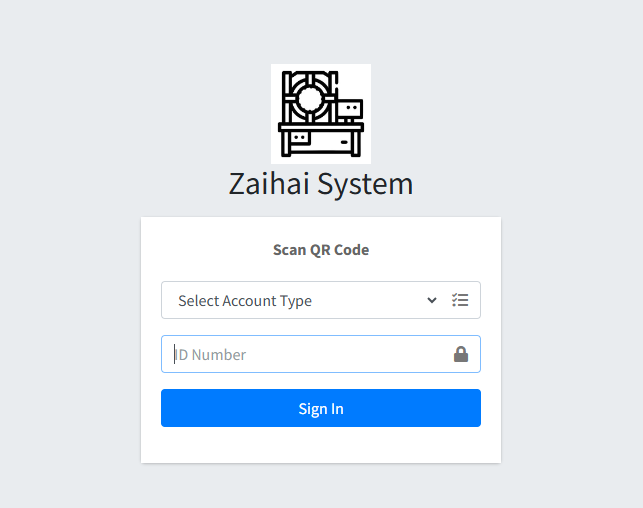 Zaihai System
Scan QR Code
Select Account Type
ID Number
Sign In